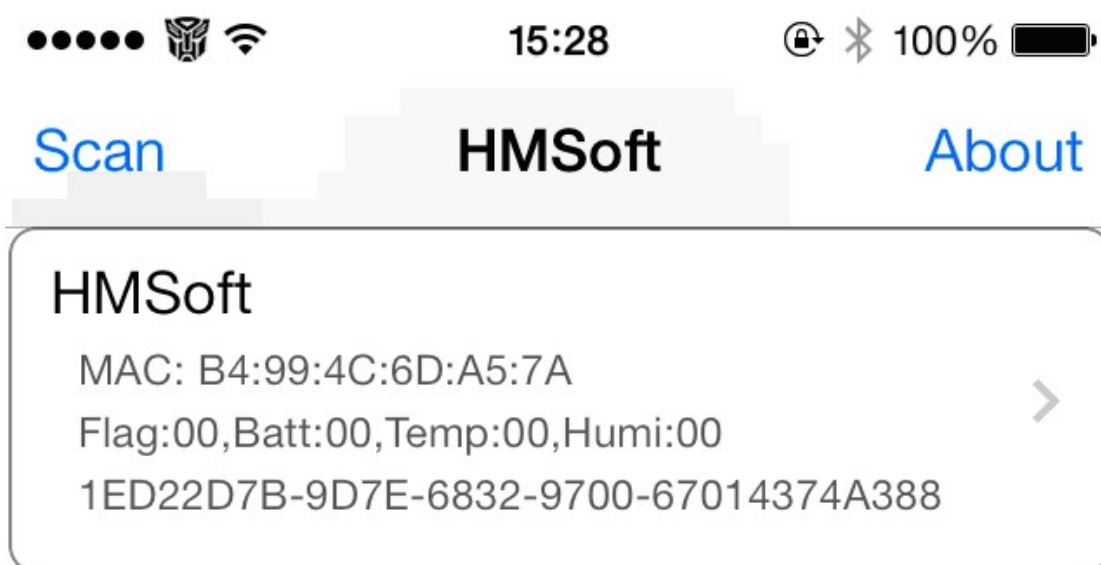 15:28 100%
Scan HMSoft About
HMSoft
MAC: B4:99:4C:6D:A5:7A
Flag:00,Batt:00,Temp:00,Humi:00
1ED22D7B-9D7E-6832-9700-67014374A388